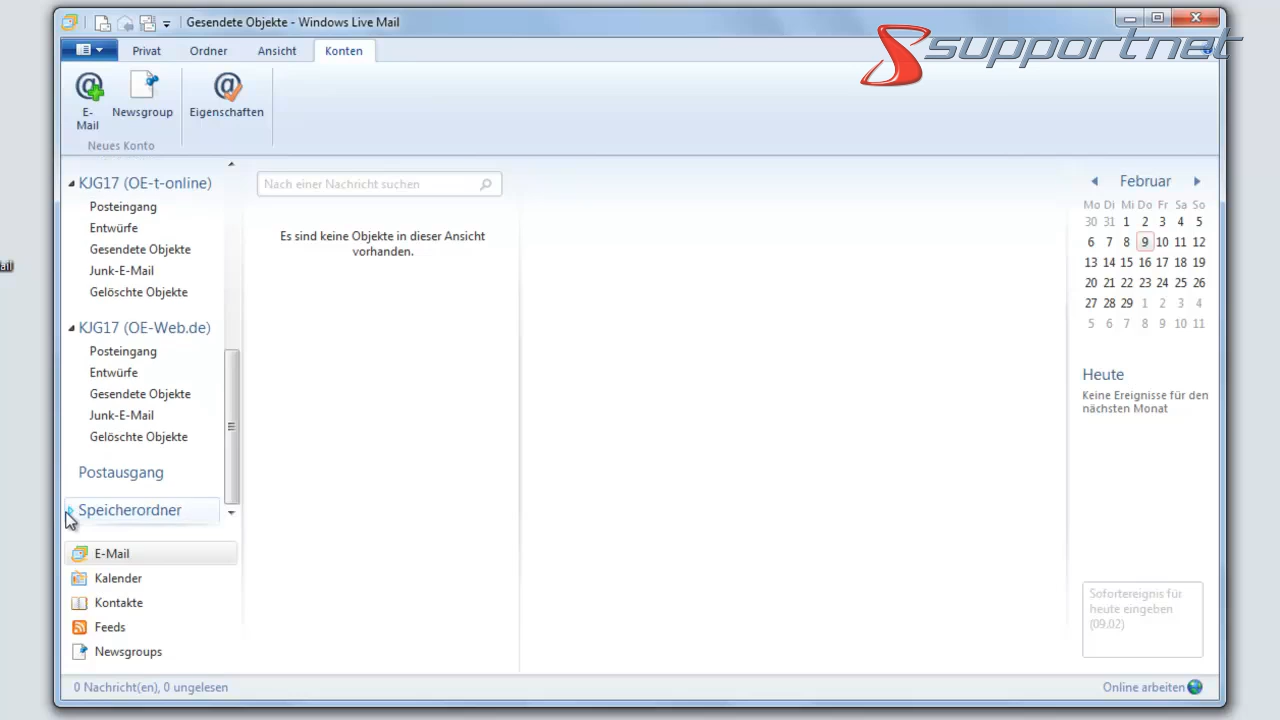 Gesendete Objekte - Windows Live Mail
supportnet
Privat
Ordner
Ansicht
Konten
E-
Mail
Newsgroup
Eigenschaften
Neues Konto
KJG17 (OE-t-online)
Posteingang
Entwürfe
Gesendete Objekte
Junk-E-Mail
Gelöschte Objekte
KJG17 (OE-Web.de)
Posteingang
Entwürfe
Gesendete Objekte
Junk-E-Mail
Gelöschte Objekte
Postausgang
Speicherordner
E-Mail
Kalender
Kontakte
Feeds
Newsgroups
Nach einer Nachricht suchen
Es sind keine Objekte in dieser Ansicht
vorhanden.
Februar
Mo Di Mi Do Fr Sa So
30 31 1 2 3 4 5
6 7 8 9 10 11 12
13 14 15 16 17 18 19
20 21 22 23 24 25 26
27 28 29 1 2 3 4
5 6 7 8 9 10 11
Heute
Keine Ereignisse für den
nächsten Monat
Sofortereignis für
heute eingeben
(09.02)
0 Nachricht(en), 0 ungelesen
Online arbeiten